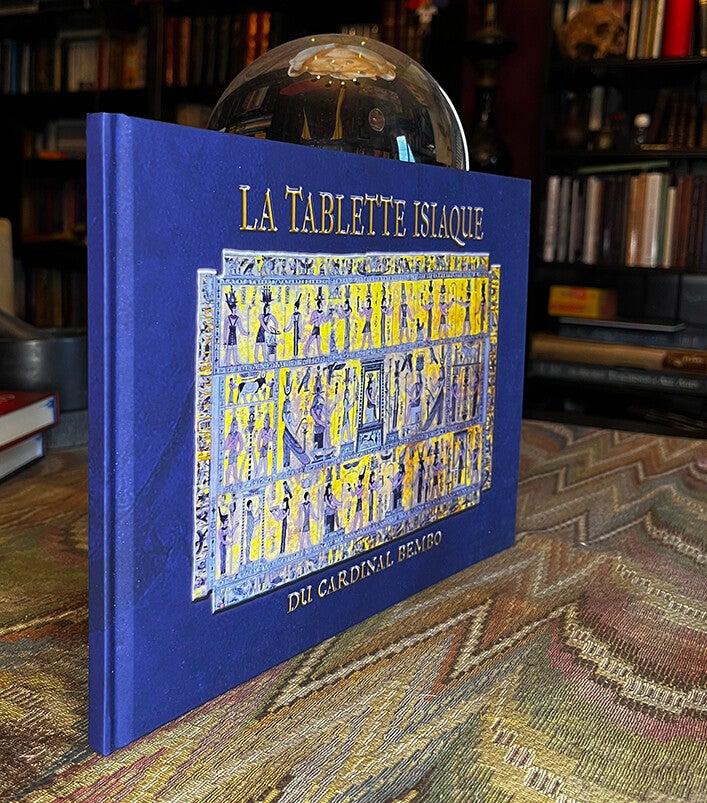 LA TABLETTE ISIAQUE
DU CARDINAL BEMBO